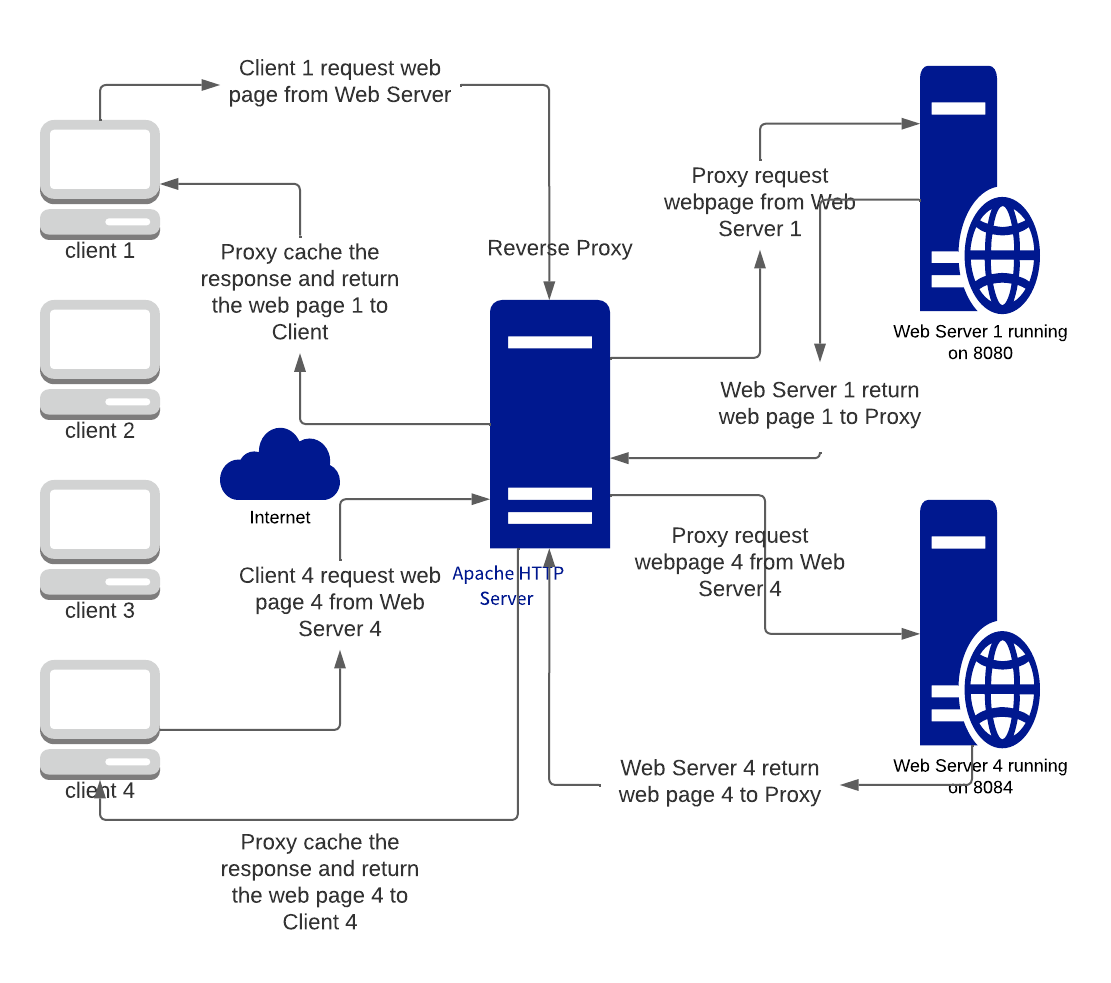 Client 1 request web
page from Web Server
client 1
Proxy cache the
response and return
the web page 1 to
Client
Reverse Proxy
Proxy request
webpage from Web
Server 1
Web Server 1 running
on 8080
Web Server 1 return
web page 1 to Proxy
client 2
Internet
client 3
Client 4 request web
page 4 from Web
Server 4
Apache HTTP
Server
Proxy request
webpage 4 from Web
Server 4
Web Server 4 running
on 8084
Web Server 4 return
web page 4 to Proxy
client 4
Proxy cache the
response and return
the web page 4 to
Client 4